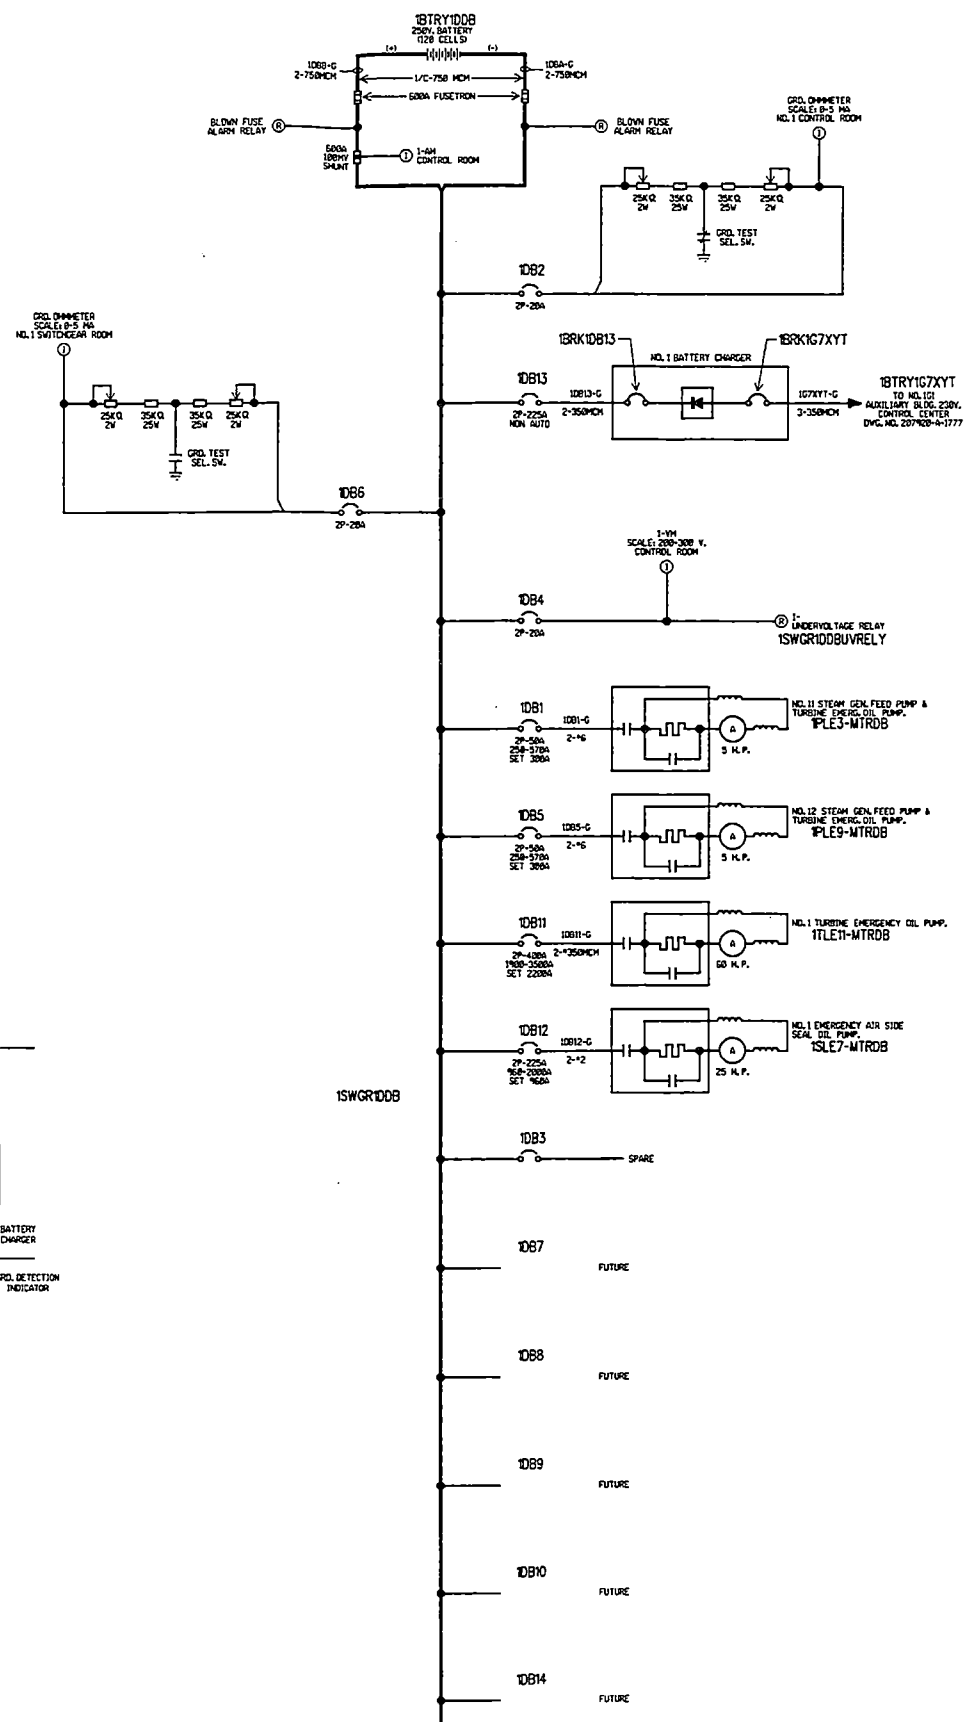 1BTRY1DDB
250V. BATTERY
(120 CELLS)
(+)
(-)
1DBB-G
2-750MCM
1DBA-G
2-750MCM
1/C-750 MCM
600A FUSETRON
BLOWN FUSE
ALARM RELAY
R
R
BLOWN FUSE
ALARM RELAY
600A
100MV
SHUNT
I
1-AM
CONTROL ROOM
GRD. OHMMETER
SCALE: 0-5 MA
NO. 1 CONTROL ROOM
I
25KΩ
2W
35KΩ
25W
35KΩ
25W
25KΩ
2W
GRD. TEST
SEL. SW.
1DB2
2P-20A
GRD. OHMMETER
SCALE: 0-5 MA
NO. 1 SWITCHGEAR ROOM
I
25KΩ
2W
35KΩ
25W
35KΩ
25W
25KΩ
2W
GRD. TEST
SEL. SW.
1DB6
2P-20A
1BRK1DB13
1BRK1G7XYT
NO. 1 BATTERY CHARGER
1DB13
2P-225A
NON AUTO
1DB13-G
2-350MCM
1G7XYT-G
3-350MCM
1BTRY1G7XYT
TO NO. 1G1
AUXILIARY BLDG. 230V.
CONTROL CENTER
DWG. NO. 207920-A-1777
1-VM
SCALE: 200-300 V.
CONTROL ROOM
I
1DB4
2P-20A
R
1-
UNDERVOLTAGE RELAY
1SWGR1DDBUVRELY
1DB1
2P-50A
250-570A
SET 300A
1DB1-G
2-#6
A
5 H.P.
NO. 11 STEAM GEN. FEED PUMP &
TURBINE EMERG. OIL PUMP.
1PLE3-MTRDB
1DB5
2P-50A
250-570A
SET 300A
1DB5-G
2-#6
A
5 H.P.
NO. 12 STEAM GEN. FEED PUMP &
TURBINE EMERG. OIL PUMP.
1PLE9-MTRDB
1DB11
2P-400A
1900-3500A
SET 2200A
1DB11-G
2-#350MCM
A
60 H.P.
NO. 1 TURBINE EMERGENCY OIL PUMP.
1TLE11-MTRDB
1DB12
2P-225A
960-2000A
SET 960A
1DB12-G
2-#2
A
25 H.P.
NO. 1 EMERGENCY AIR SIDE
SEAL OIL PUMP.
1SLE7-MTRDB
1SWGR1DDB
1DB3
SPARE
BATTERY
CHARGER
GRD. DETECTION
INDICATOR
1DB7
FUTURE
1DB8
FUTURE
1DB9
FUTURE
1DB10
FUTURE
1DB14
FUTURE